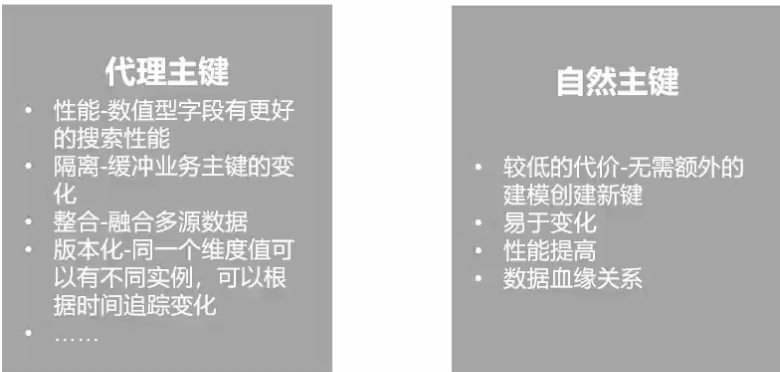 代理主键
• 性能-数值型字段有更好
的搜索性能
• 隔离-缓冲业务主键的变
化
• 整合-融合多源数据
• 版本化-同一个维度值可
以有不同实例，可以根
据时间追踪变化
• ……
自然主键
• 较低的代价-无需额外的
建模创建新键
• 易于变化
• 性能提高
• 数据血缘关系